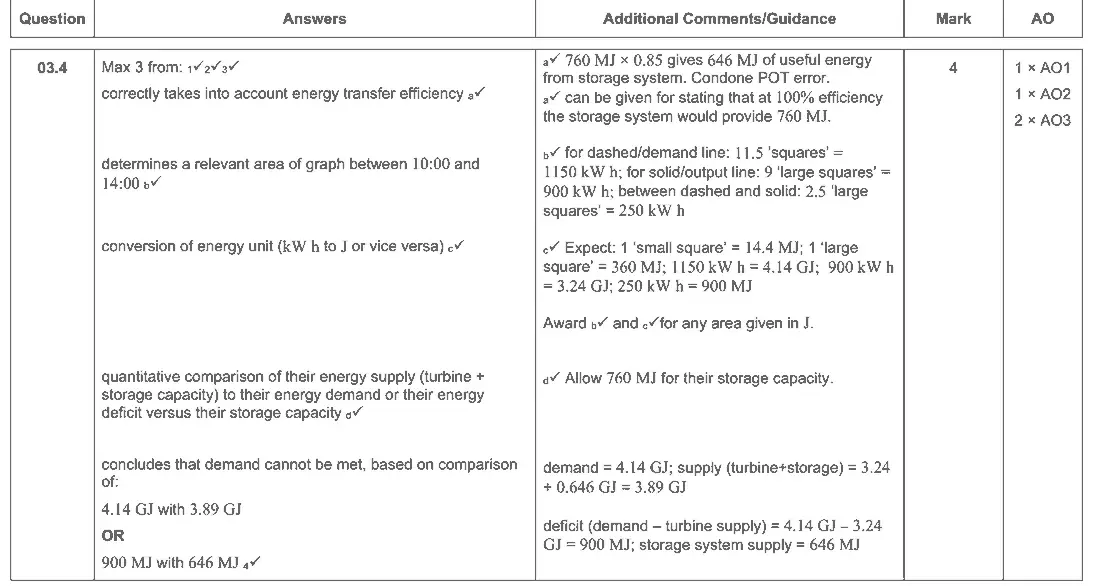 Question Answers Additional Comments/Guidance Mark AO
03.4
Max 3 from: 1✓2✓3✓
correctly takes into account energy transfer efficiency a✓
determines a relevant area of graph between 10:00 and
14:00 b✓
conversion of energy unit (kW h to J or vice versa) c✓
quantitative comparison of their energy supply (turbine +
storage capacity) to their energy demand or their energy
deficit versus their storage capacity d✓
concludes that demand cannot be met, based on comparison
of:
4.14 GJ with 3.89 GJ
OR
900 MJ with 646 MJ 4✓
a✓ 760 MJ × 0.85 gives 646 MJ of useful energy
from storage system. Condone POT error.
a✓ can be given for stating that at 100% efficiency
the storage system would provide 760 MJ.
b✓ for dashed/demand line: 11.5 'squares' =
1150 kW h; for solid/output line: 9 'large squares' =
900 kW h; between dashed and solid: 2.5 'large
squares' = 250 kW h
c✓ Expect: 1 'small square' = 14.4 MJ; 1 'large
square' = 360 MJ; 1150 kW h = 4.14 GJ; 900 kW h
= 3.24 GJ; 250 kW h = 900 MJ
Award b✓ and c✓for any area given in J.
d✓ Allow 760 MJ for their storage capacity.
demand = 4.14 GJ; supply (turbine+storage) = 3.24
+ 0.646 GJ = 3.89 GJ
deficit (demand – turbine supply) = 4.14 GJ – 3.24
GJ = 900 MJ; storage system supply = 646 MJ
4
1 × AO1
1 × AO2
2 × AO3